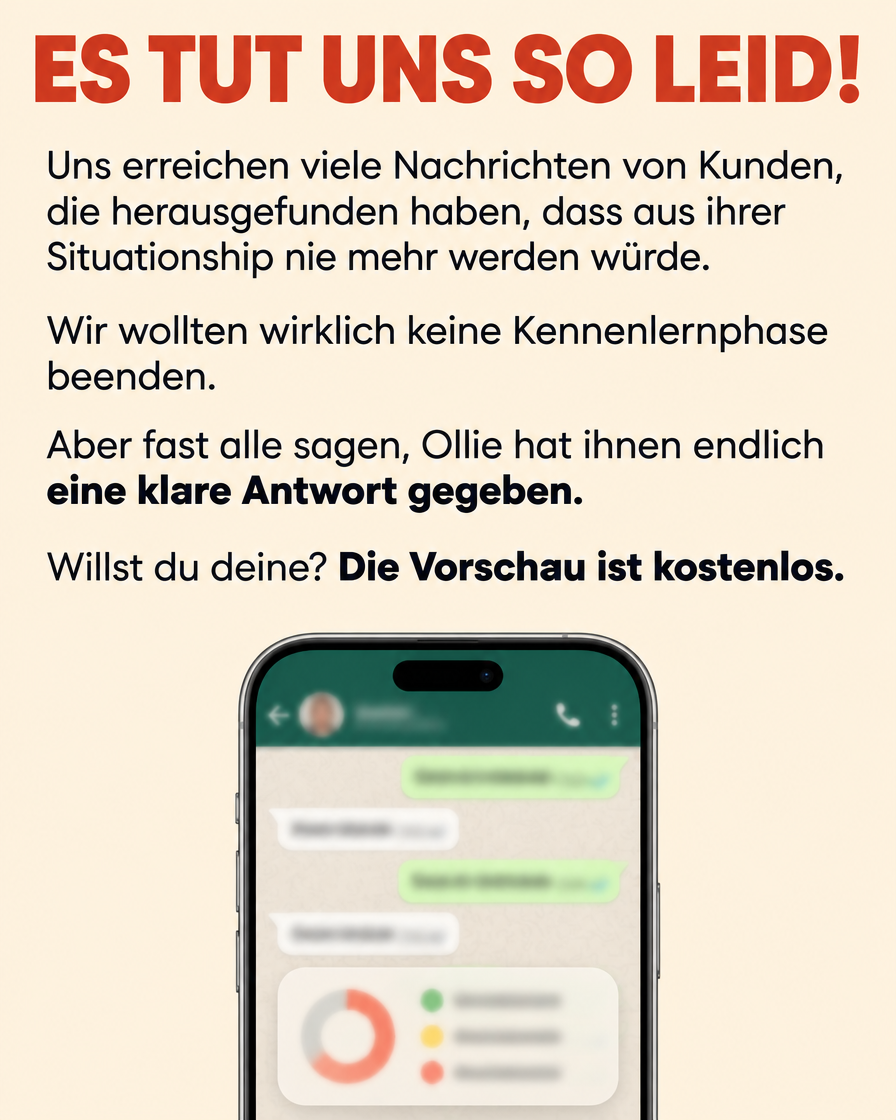 ES TUT UNS SO LEID!
Uns erreichen viele Nachrichten von Kunden,
die herausgefunden haben, dass aus ihrer
Situationship nie mehr werden würde.
Wir wollten wirklich keine Kennenlernphase
beenden.
Aber fast alle sagen, Ollie hat ihnen endlich
eine klare Antwort gegeben.
Willst du deine? Die Vorschau ist kostenlos.